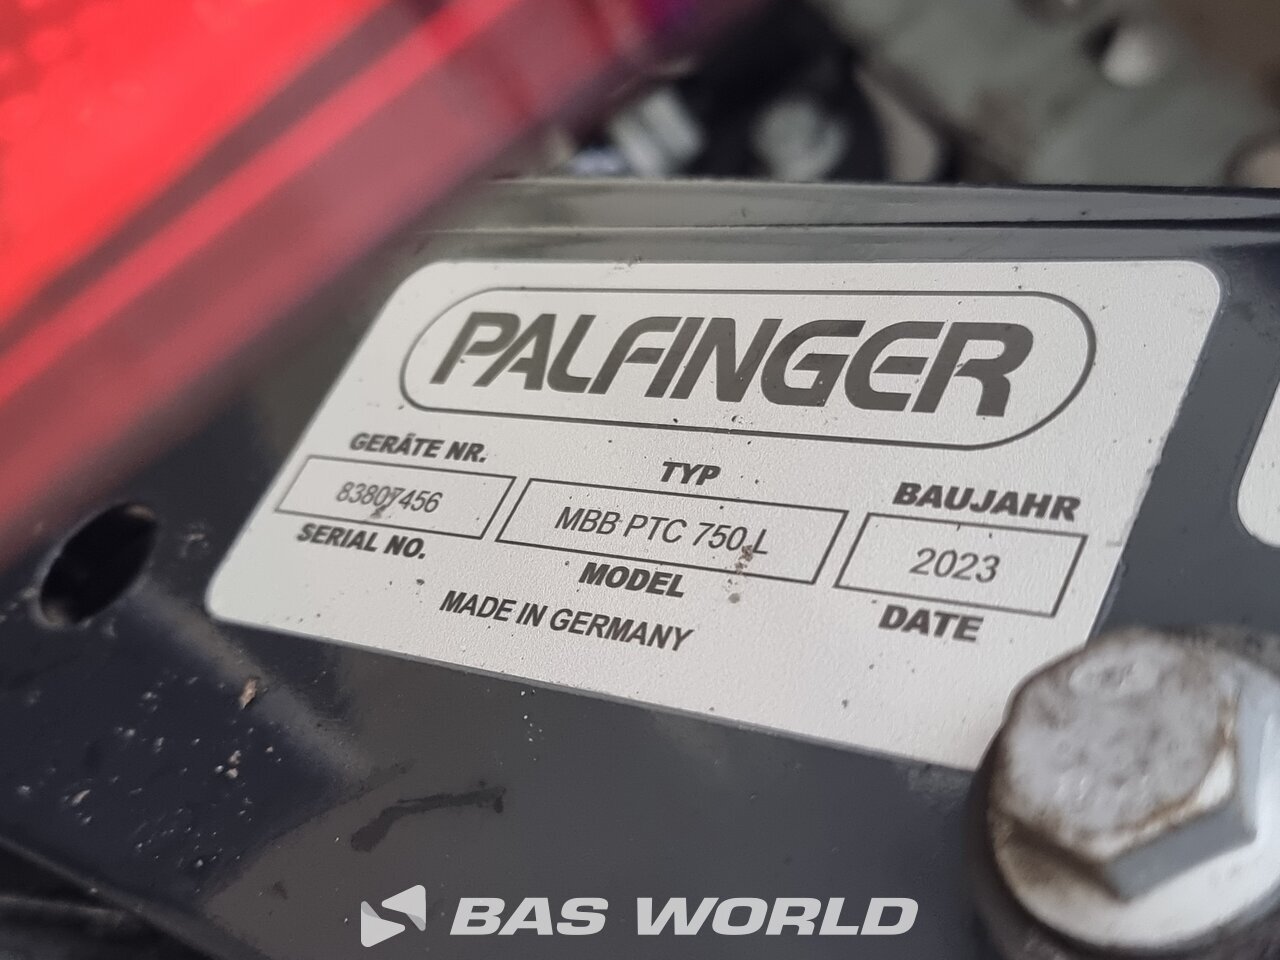 PALFINGER
GERÄTE NR. TYP BAUJAHR
83807456 MBB PTC 750 L 2023
SERIAL NO. MODEL DATE
MADE IN GERMANY
BAS WORLD